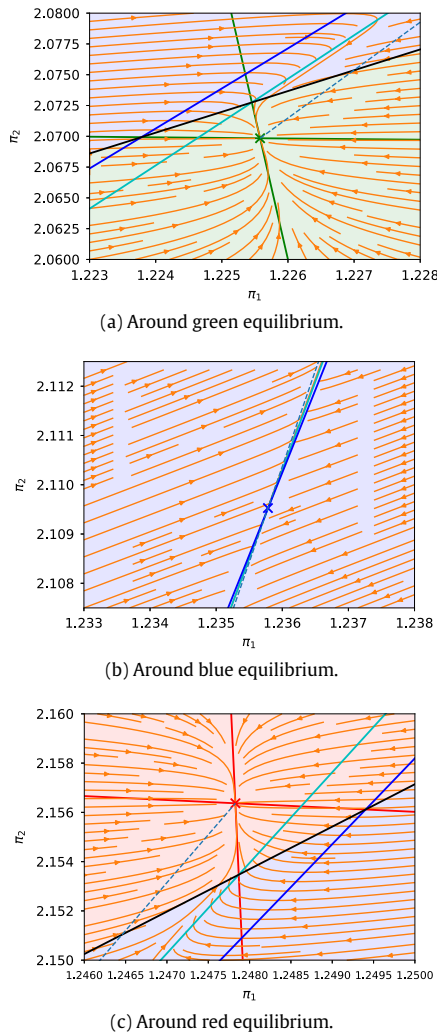 2.0800
2.0775
2.0750
2.0725
2.0700
2.0675
2.0650
2.0625
2.0600
π2
1.223 1.224 1.225 1.226 1.227 1.228
π1
(a) Around green equilibrium.
2.112
2.111
2.110
2.109
2.108
π2
1.233 1.234 1.235 1.236 1.237 1.238
π1
(b) Around blue equilibrium.
2.160
2.158
2.156
2.154
2.152
2.150
π2
1.2460 1.2465 1.2470 1.2475 1.2480 1.2485 1.2490 1.2495 1.2500
π1
(c) Around red equilibrium.